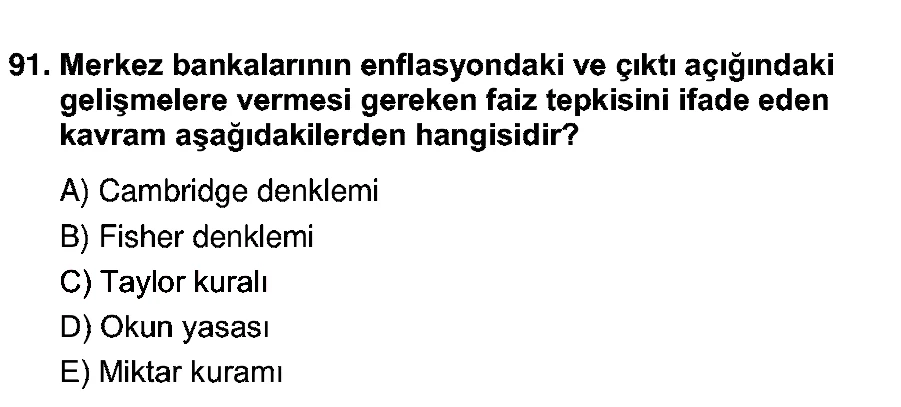 91. Merkez bankalarının enflasyondaki ve çıktı açığındaki
gelişmelere vermesi gereken faiz tepkisini ifade eden
kavram aşağıdakilerden hangisidir?
A) Cambridge denklemi
B) Fisher denklemi
C) Taylor kuralı
D) Okun yasası
E) Miktar kuramı